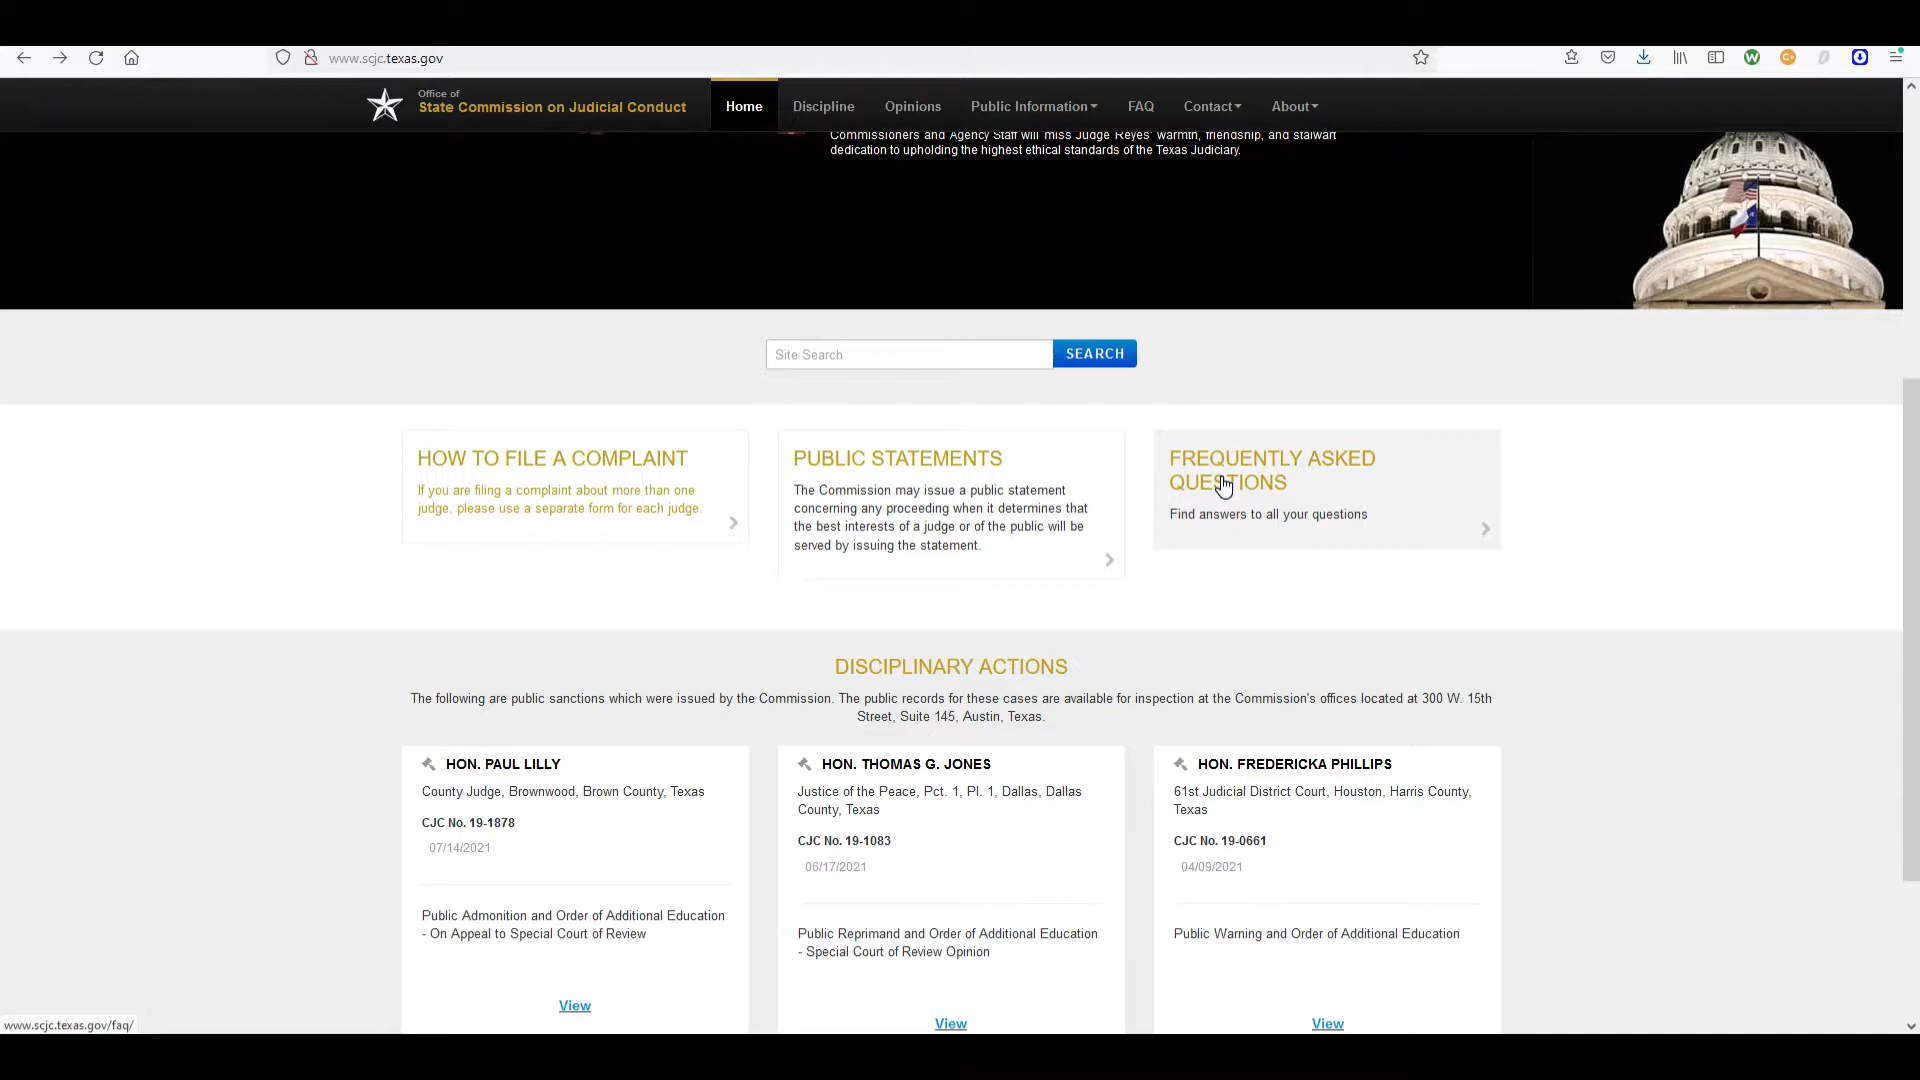 www.scjc.texas.gov
Office of
State Commission on Judicial Conduct
Home
Discipline
Opinions
Public Information
FAQ
Contact
About
Commissioners and Agency Staff will miss Judge Reyes' warmth, friendship, and stalwart
dedication to upholding the highest ethical standards of the Texas Judiciary.
Site Search
SEARCH
HOW TO FILE A COMPLAINT
If you are filing a complaint about more than one
judge, please use a separate form for each judge.
PUBLIC STATEMENTS
The Commission may issue a public statement
concerning any proceeding when it determines that
the best interests of a judge or of the public will be
served by issuing the statement.
FREQUENTLY ASKED
QUESTIONS
Find answers to all your questions
DISCIPLINARY ACTIONS
The following are public sanctions which were issued by the Commission. The public records for these cases are available for inspection at the Commission's offices located at 300 W. 15th
Street, Suite 145, Austin, Texas.
HON. PAUL LILLY
County Judge, Brownwood, Brown County, Texas
CJC No. 19-1878
07/14/2021
Public Admonition and Order of Additional Education
- On Appeal to Special Court of Review
View
HON. THOMAS G. JONES
Justice of the Peace, Pct. 1, Pl. 1, Dallas, Dallas
County, Texas
CJC No. 19-1083
06/17/2021
Public Reprimand and Order of Additional Education
- Special Court of Review Opinion
View
HON. FREDERICKA PHILLIPS
61st Judicial District Court, Houston, Harris County,
Texas
CJC No. 19-0661
04/09/2021
Public Warning and Order of Additional Education
View
www.scjc.texas.gov/faq/